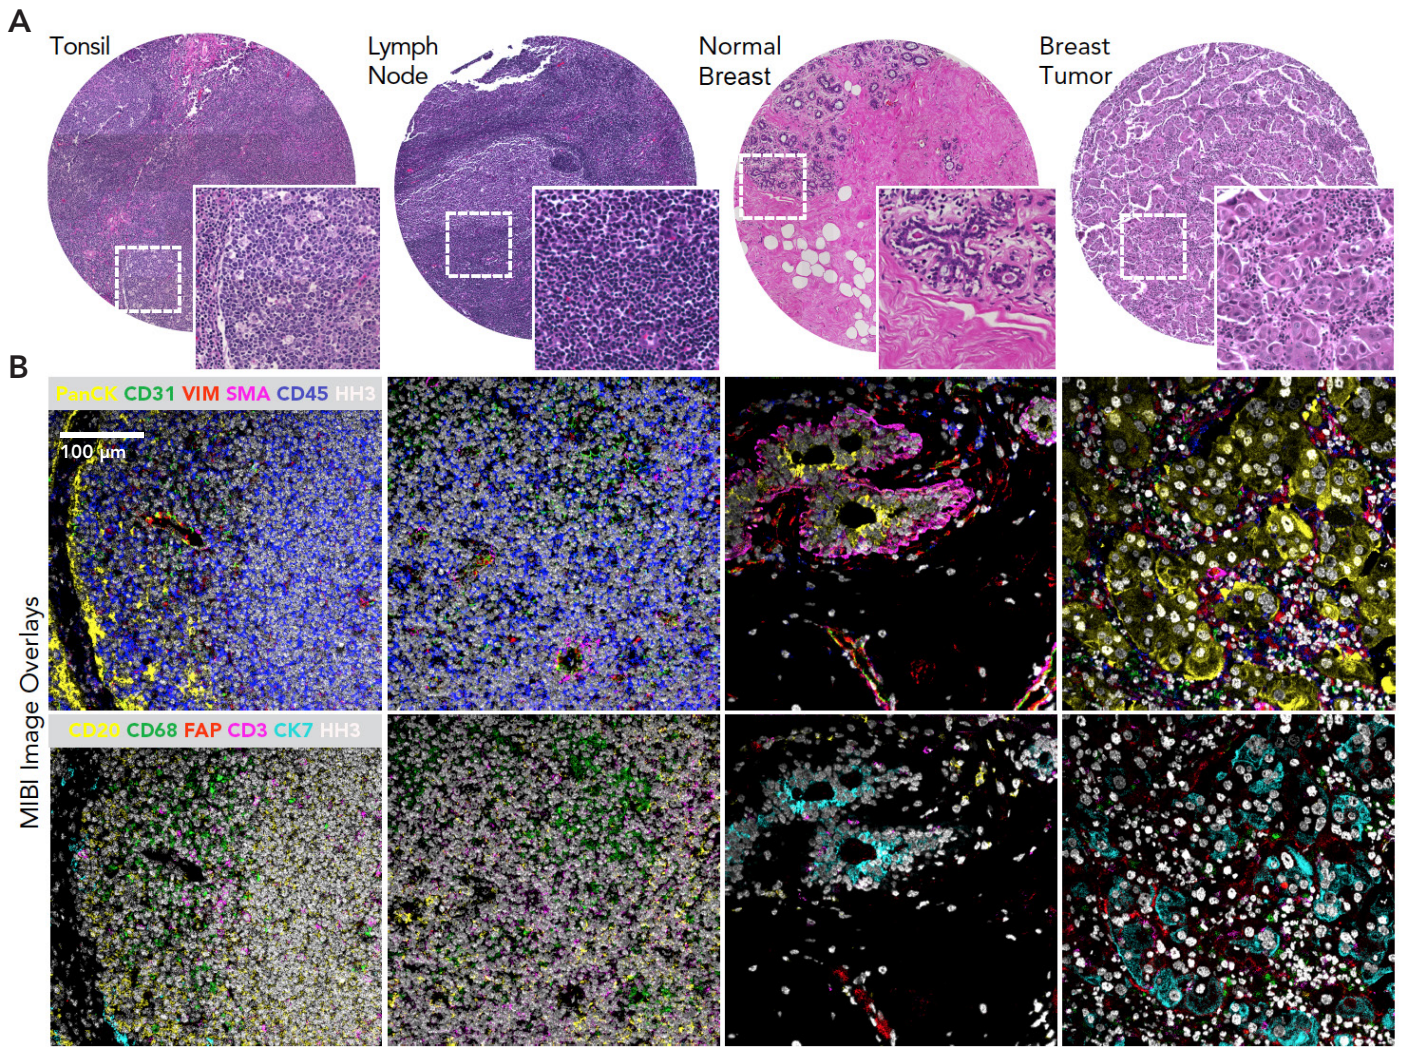 A
Tonsil
Lymph
Node
Normal
Breast
Breast
Tumor
B
MIBI Image Overlays
PanCK CD31 VIM SMA CD45 HH3
100 μm
CD20 CD68 FAP CD3 CK7 HH3